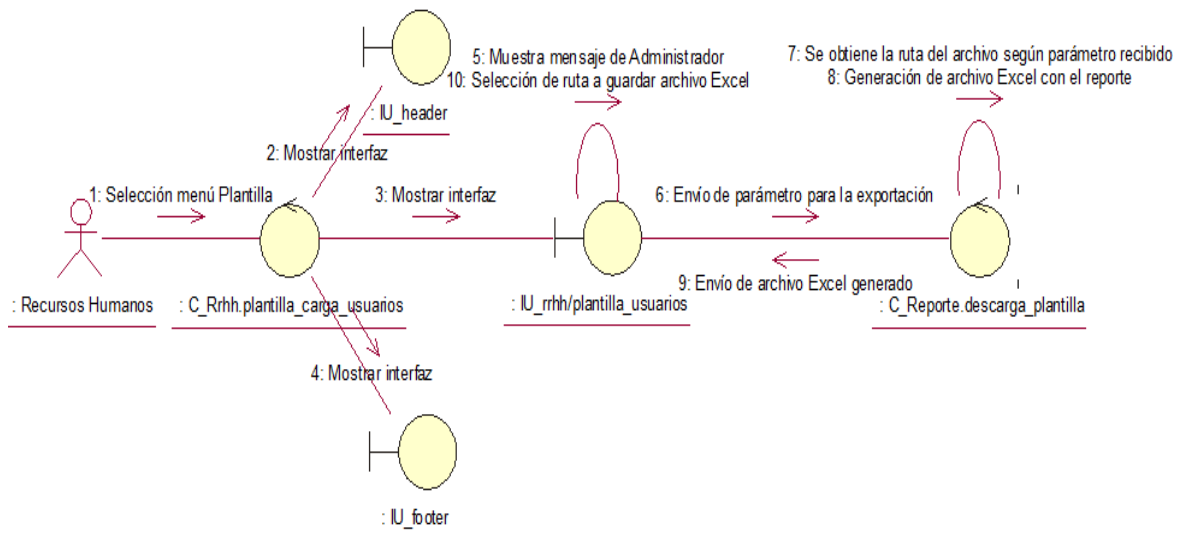 5: Muestra mensaje de Administrador
10: Selección de ruta a guardar archivo Excel
7: Se obtiene la ruta del archivo según parámetro recibido
8: Generación de archivo Excel con el reporte
: IU_header
2: Mostrar interfaz
1: Selección menú Plantilla
3: Mostrar interfaz
6: Envío de parámetro para la exportación
9: Envío de archivo Excel generado
: Recursos Humanos
: C_Rrhh.plantilla_carga_usuarios
: IU_rrhh/plantilla_usuarios
: C_Reporte.descarga_plantilla
4: Mostrar interfaz
: IU_footer